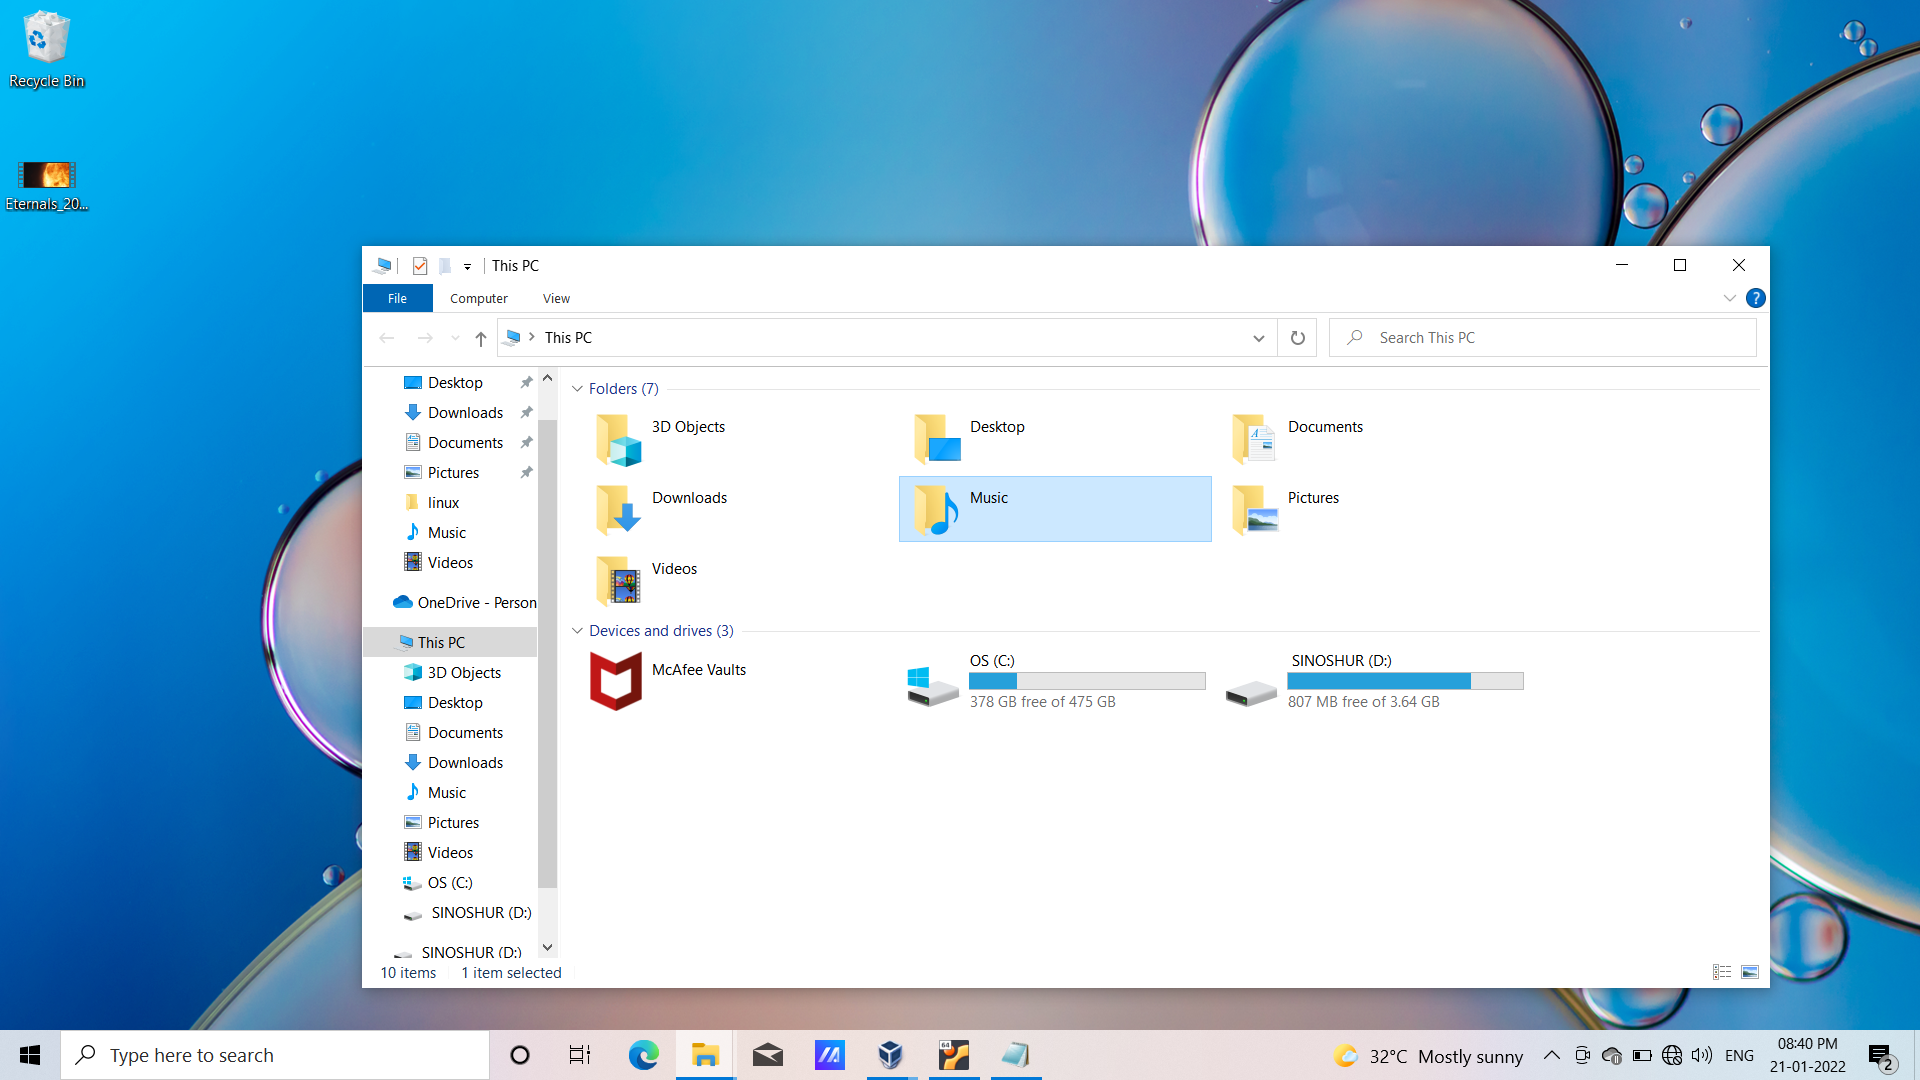 Recycle Bin
Eternals_20...
This PC
File
Computer
View
?
This PC
Search This PC
Desktop
Downloads
Documents
Pictures
linux
Music
Videos
OneDrive - Person
This PC
3D Objects
Desktop
Documents
Downloads
Music
Pictures
Videos
OS (C:)
SINOSHUR (D:)
SINOSHUR (D:)
Folders (7)
3D Objects
Desktop
Documents
Downloads
Music
Pictures
Videos
Devices and drives (3)
McAfee Vaults
OS (C:)
378 GB free of 475 GB
SINOSHUR (D:)
807 MB free of 3.64 GB
10 items
1 item selected
Type here to search
64
32°C Mostly sunny
ENG
08:40 PM
21-01-2022
2